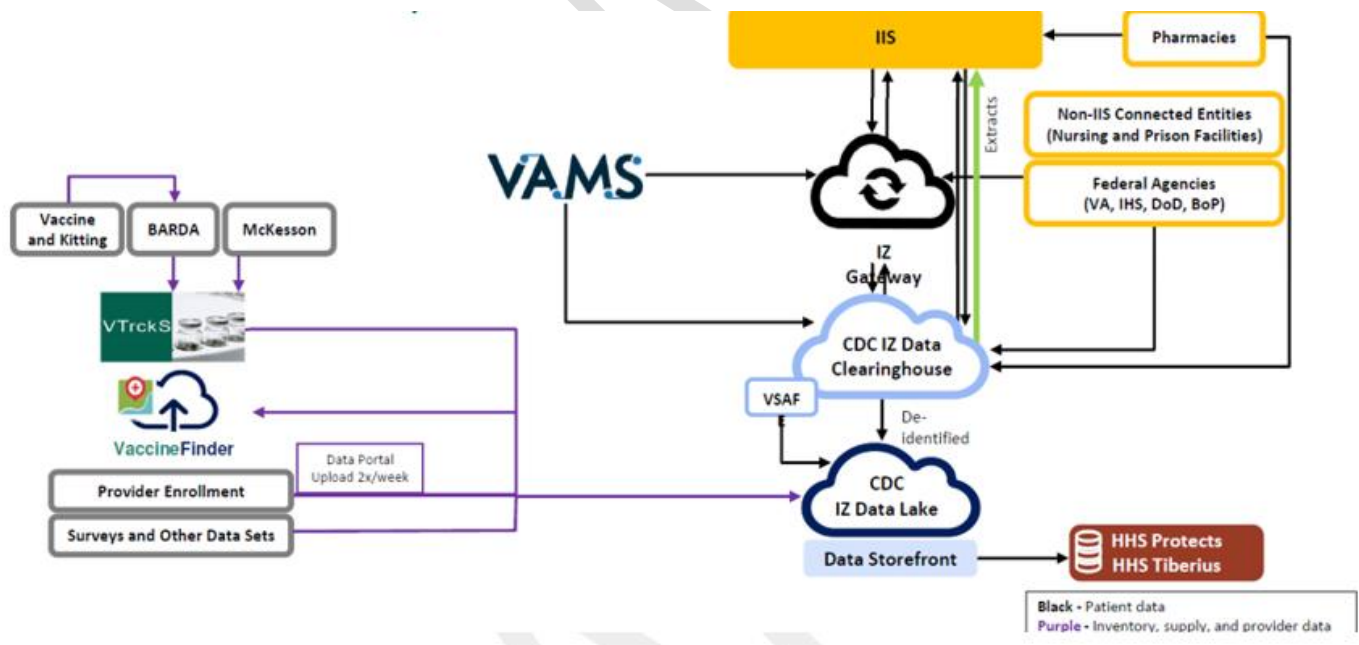 IIS
Pharmacies
Extracts
Non-IIS Connected Entities
(Nursing and Prison Facilities)
VAMS
Federal Agencies
(VA, IHS, DoD, BoP)
Vaccine
and Kitting
BARDA
McKesson
IZ
Gateway
VTrckS
CDC IZ Data
Clearinghouse
VSAF
E
De-
identified
VaccineFinder
Data Portal
Upload 2x/week
Provider Enrollment
CDC
IZ Data Lake
Surveys and Other Data Sets
Data Storefront
HHS Protects
HHS Tiberius
Black - Patient data
Purple - Inventory, supply, and provider data